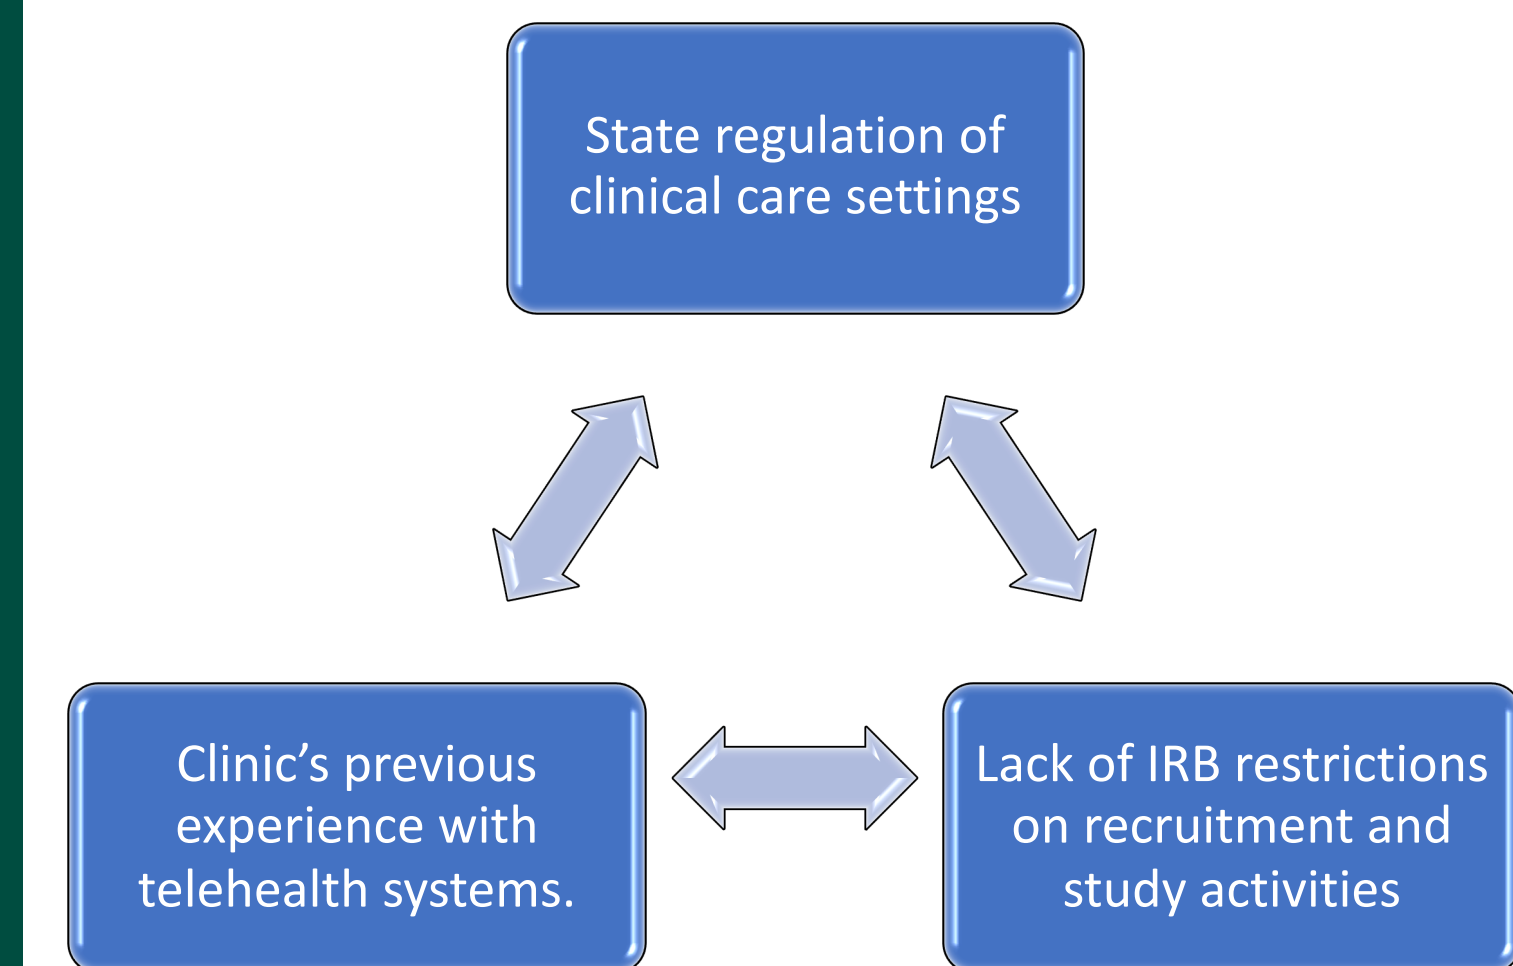 State regulation of
clinical care settings
Clinic’s previous
experience with
telehealth systems.
Lack of IRB restrictions
on recruitment and
study activities